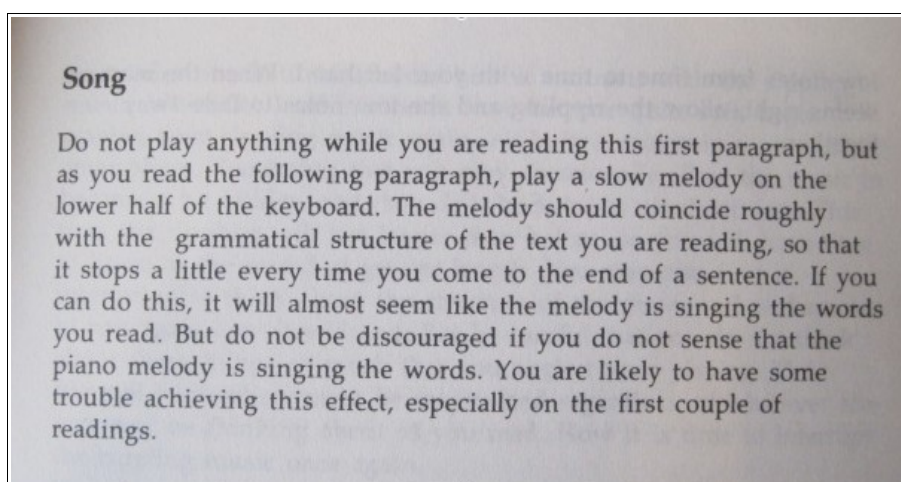 Song
Do not play anything while you are reading this first paragraph, but
as you read the following paragraph, play a slow melody on the
lower half of the keyboard. The melody should coincide roughly
with the grammatical structure of the text you are reading, so that
it stops a little every time you come to the end of a sentence. If you
can do this, it will almost seem like the melody is singing the words
you read. But do not be discouraged if you do not sense that the
piano melody is singing the words. You are likely to have some
trouble achieving this effect, especially on the first couple of
readings.